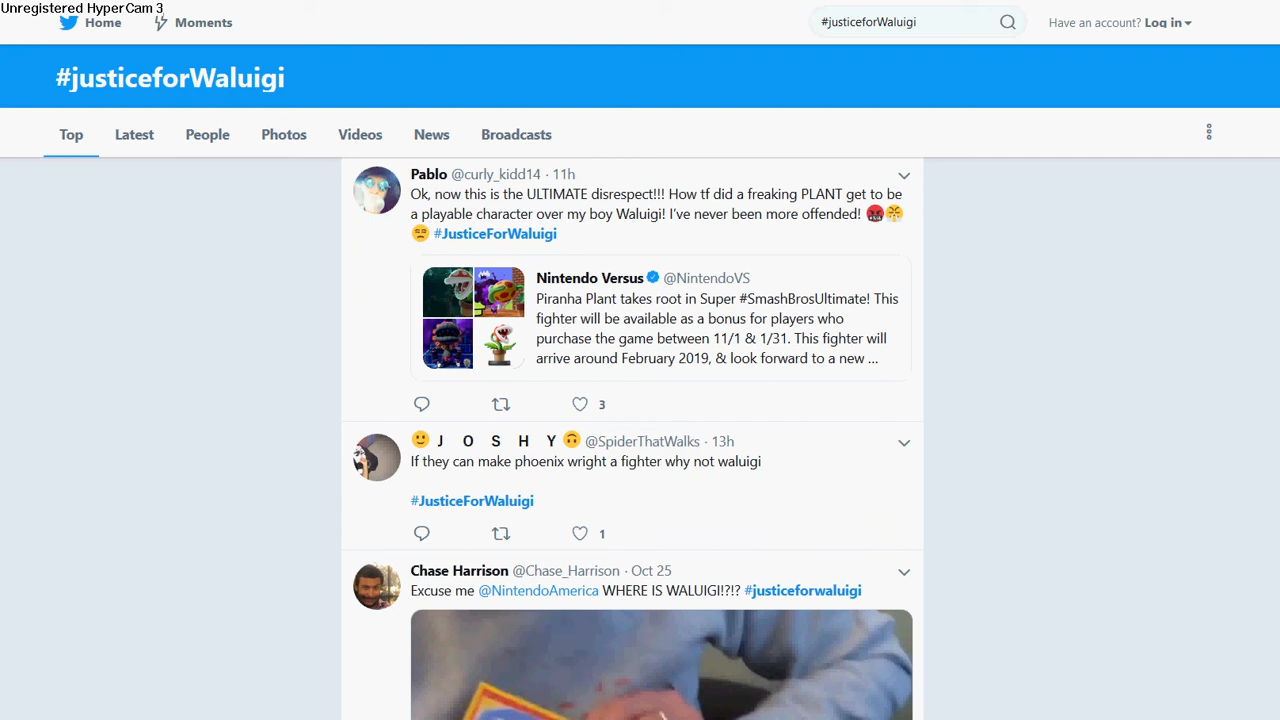 Unregistered HyperCam 3
Home
Moments
#justiceforWaluigi
Have an account? Log in
#justiceforWaluigi
Top
Latest
People
Photos
Videos
News
Broadcasts
Pablo @curly_kidd14 · 11h
Ok, now this is the ULTIMATE disrespect!!! How tf did a freaking PLANT get to be
a playable character over my boy Waluigi! I've never been more offended! 🤬😤
😒 #JusticeForWaluigi
Nintendo Versus @NintendoVS
Piranha Plant takes root in Super #SmashBrosUltimate! This
fighter will be available as a bonus for players who
purchase the game between 11/1 & 1/31. This fighter will
arrive around February 2019, & look forward to a new ...
3
🙂 J O S H Y 🙃 @SpiderThatWalks · 13h
If they can make phoenix wright a fighter why not waluigi
#JusticeForWaluigi
1
Chase Harrison @Chase_Harrison · Oct 25
Excuse me @NintendoAmerica WHERE IS WALUIGI!?!? #justiceforwaluigi